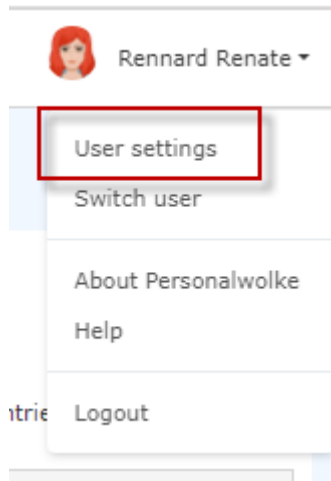 Rennard Renate
User settings
Switch user
About Personalwolke
Help
Logout